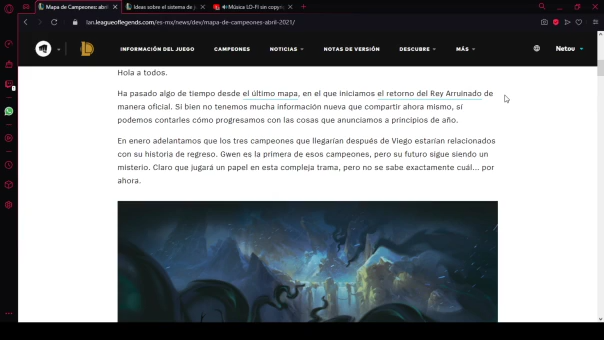 Mapa de Campeones: abril
Ideas sobre el sistema de j
Música LO-FI sin copyri
lan.leagueoflegends.com/es-mx/news/dev/mapa-de-campeones-abril-2021/
INFORMACIÓN DEL JUEGO CAMPEONES NOTICIAS NOTAS DE VERSIÓN DESCUBRE MÁS Netou
Hola a todos.
Ha pasado algo de tiempo desde el último mapa, en el que iniciamos el retorno del Rey Arruinado de
manera oficial. Si bien no tenemos mucha información nueva que compartir ahora mismo, sí
podemos contarles cómo progresamos con las cosas que anunciamos a principios de año.
En enero adelantamos que los tres campeones que llegarían después de Viego estarían relacionados
con su historia de regreso. Gwen es la primera de esos campeones, pero su futuro sigue siendo un
misterio. Claro que jugará un papel en esta compleja trama, pero no se sabe exactamente cuál... por
ahora.